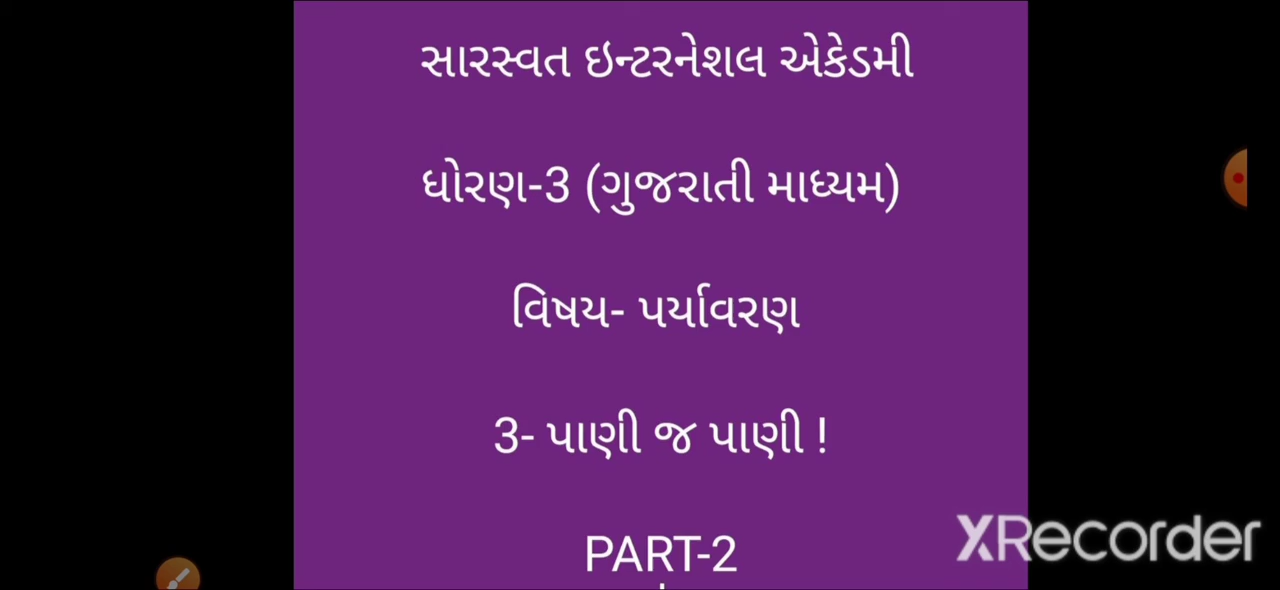 સારસ્વત ઇન્ટરનેશલ એકેડમી
ધોરણ-3 (ગુજરાતી માધ્યમ)
વિષય- પર્યાવરણ
3- પાણી જ પાણી !
PART-2
XRecorder